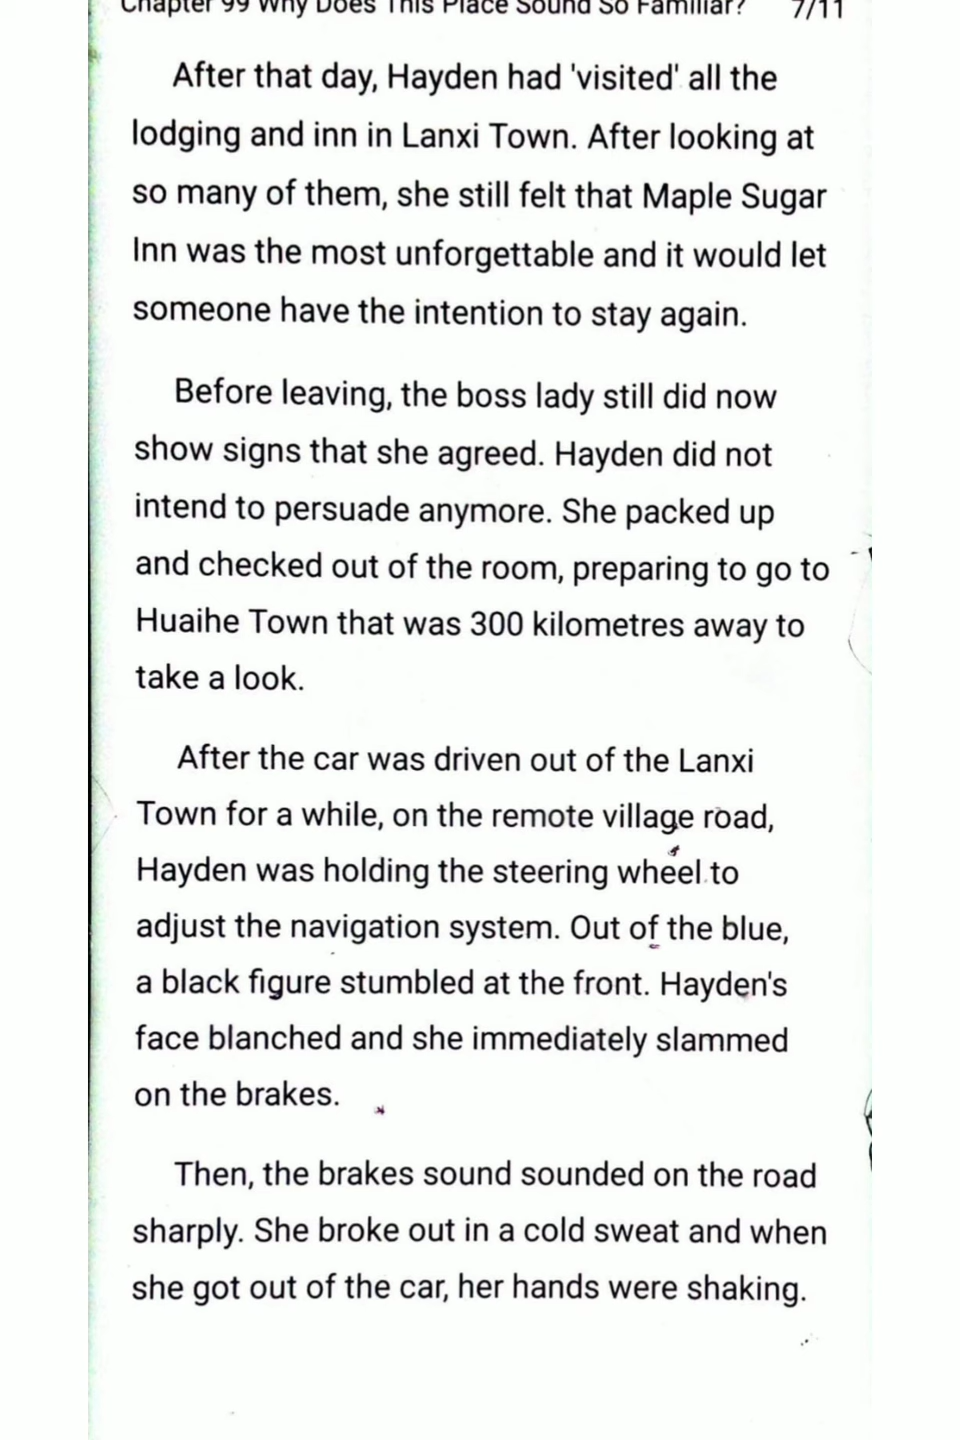 Chapter 99 Why Does This Place Sound So Familiar? 7/11
After that day, Hayden had 'visited' all the
lodging and inn in Lanxi Town. After looking at
so many of them, she still felt that Maple Sugar
Inn was the most unforgettable and it would let
someone have the intention to stay again.
Before leaving, the boss lady still did now
show signs that she agreed. Hayden did not
intend to persuade anymore. She packed up
and checked out of the room, preparing to go to
Huaihe Town that was 300 kilometres away to
take a look.
After the car was driven out of the Lanxi
Town for a while, on the remote village road,
Hayden was holding the steering wheel to
adjust the navigation system. Out of the blue,
a black figure stumbled at the front. Hayden's
face blanched and she immediately slammed
on the brakes.
Then, the brakes sound sounded on the road
sharply. She broke out in a cold sweat and when
she got out of the car, her hands were shaking.